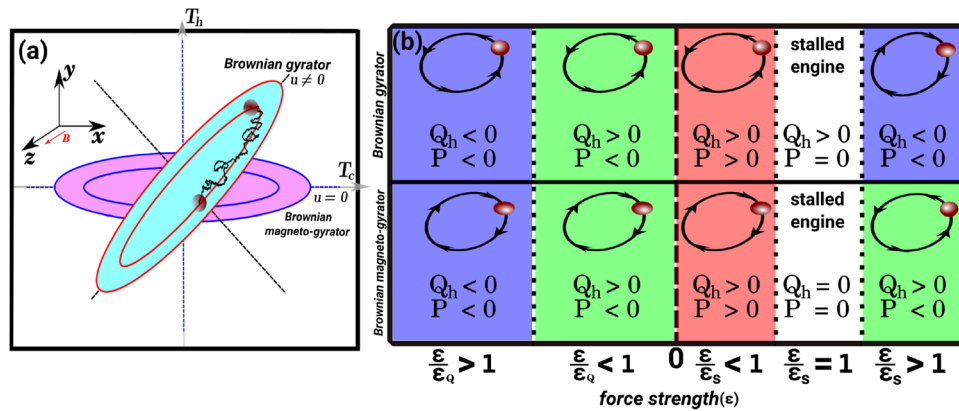 (a)
T_h
Brownian gyrator
u ≠ 0
y
x
z
B
T_c
u = 0
Brownian
magneto-gyrator
(b)
Brownian gyrator
stalled
engine
Q_h < 0 Q_h > 0 Q_h > 0 Q_h > 0 Q_h < 0
P < 0 P < 0 P > 0 P = 0 P < 0
Brownian magneto-gyrator
stalled
engine
Q_h < 0 Q_h > 0 Q_h > 0 Q_h = 0 Q_h > 0
P < 0 P < 0 P > 0 P = 0 P < 0
ε/ε_Q > 1 ε/ε_Q < 1 0 ε/ε_s < 1 ε/ε_s = 1 ε/ε_s > 1
force strength(ε)